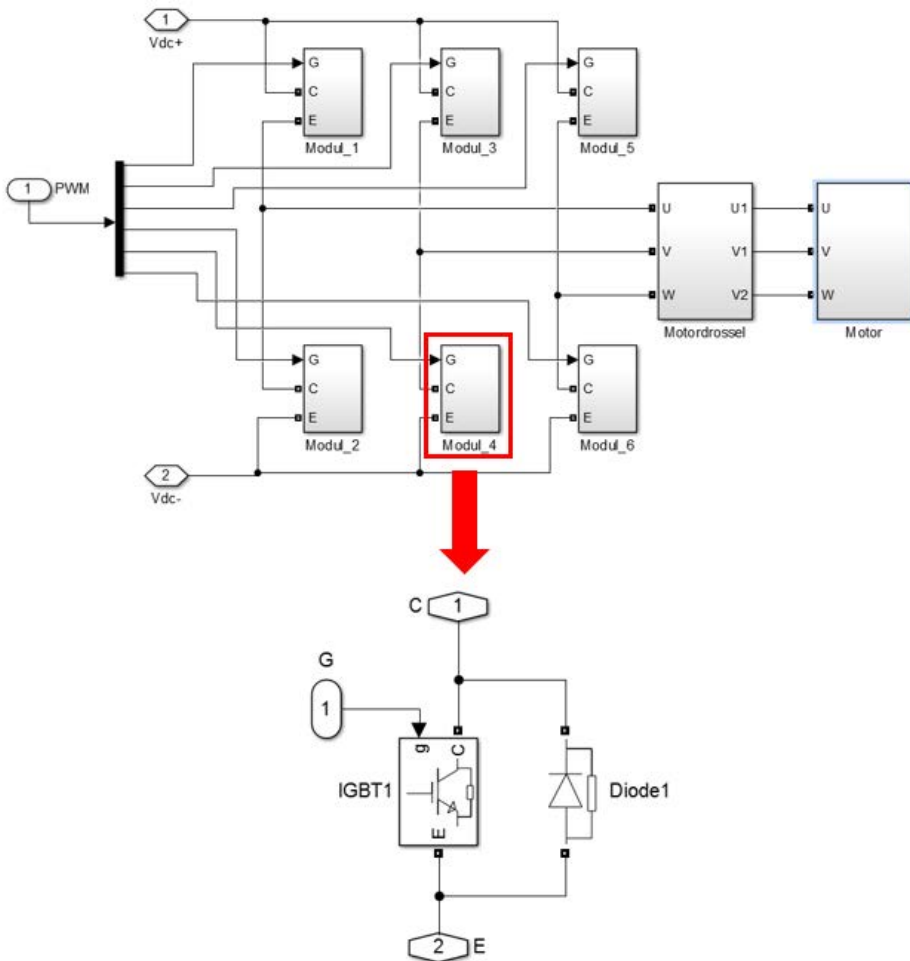 1
Vdc+
G
C
E
Modul_1
G
C
E
Modul_3
G
C
E
Modul_5
1
PWM
U
V
W
U1
V1
V2
Motordrossel
U
V
W
Motor
G
C
E
Modul_2
G
C
E
Modul_4
G
C
E
Modul_6
2
Vdc-
C
1
G
1
g
C
E
IGBT1
Diode1
2
E